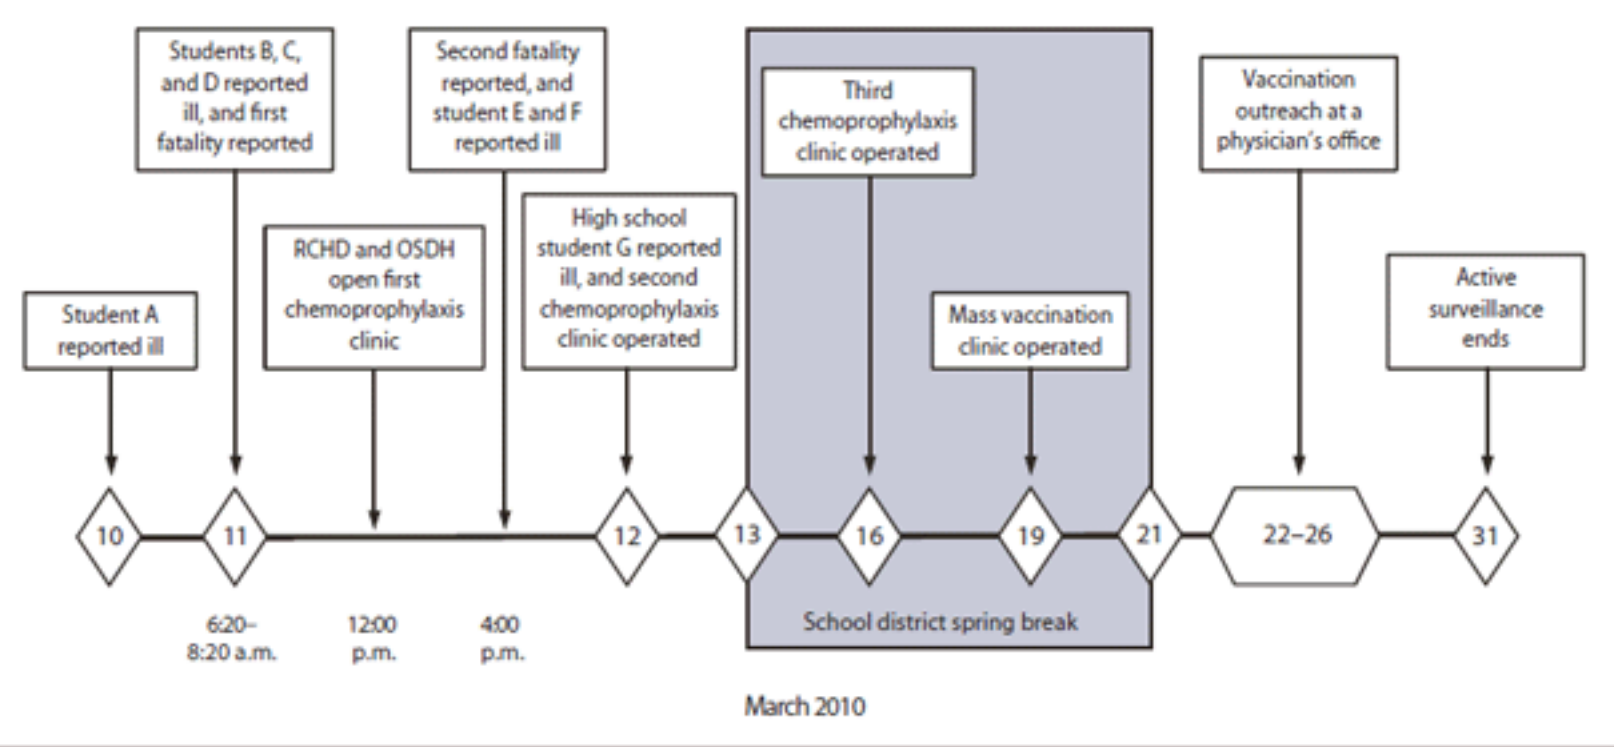 Student A
reported ill
Students B, C,
and D reported
ill, and first
fatality reported
RCHD and OSDH
open first
chemoprophylaxis
clinic
Second fatality
reported, and
student E and F
reported ill
High school
student G reported
ill, and second
chemoprophylaxis
clinic operated
Third
chemoprophylaxis
clinic operated
Mass vaccination
clinic operated
Vaccination
outreach at a
physician's office
Active
surveillance
ends
10
11
12
13
16
19
21
22–26
31
6:20–
8:20 a.m.
12:00
p.m.
4:00
p.m.
School district spring break
March 2010